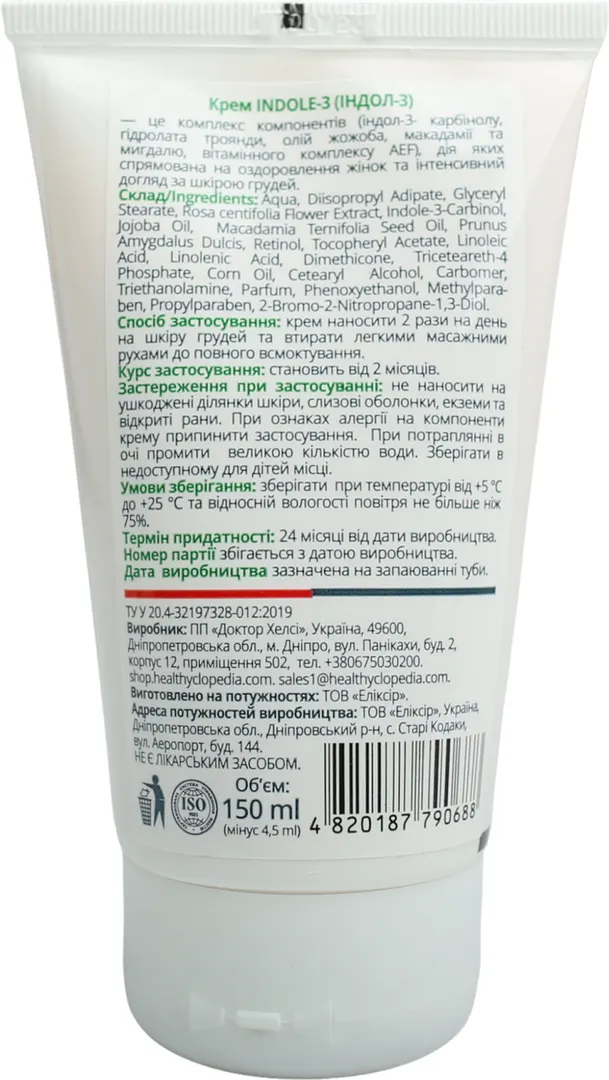 Крем INDOLE-3 (ІНДОЛ-3)
— це комплекс компонентів (індол-3- карбінолу,
гідролата троянди, олій жожоба, макадамії та
мигдалю, вітамінного комплексу AEF), дія яких
спрямована на оздоровлення жінок та інтенсивний
догляд за шкірою грудей.
Склад/Ingredients: Aqua, Diisopropyl Adipate, Glyceryl
Stearate, Rosa centifolia Flower Extract, Indole-3-Carbinol,
Jojoba Oil, Macadamia Ternifolia Seed Oil, Prunus
Amygdalus Dulcis, Retinol, Tocopheryl Acetate, Linoleic
Acid, Linolenic Acid, Dimethicone, Triceteareth-4
Phosphate, Corn Oil, Cetearyl Alcohol, Carbomer,
Triethanolamine, Parfum, Phenoxyethanol, Methylpara-
ben, Propylparaben, 2-Bromo-2-Nitropropane-1,3-Diol.
Спосіб застосування: крем наносити 2 рази на день
на шкіру грудей та втирати легкими масажними
рухами до повного всмоктування.
Курс застосування: становить від 2 місяців.
Застереження при застосуванні: не наносити на
ушкоджені ділянки шкіри, слизові оболонки, екземи та
відкриті рани. При ознаках алергії на компоненти
крему припинити застосування. При потраплянні в
очі промити великою кількістю води. Зберігати в
недоступному для дітей місці.
Умови зберігання: зберігати при температурі від +5 °C
до +25 °C та відносній вологості повітря не більше ніж
75%.
Термін придатності: 24 місяці від дати виробництва.
Номер партії збігається з датою виробництва.
Дата виробництва зазначена на запаюванні туби.
ТУ У 20.4-32197328-012:2019
Виробник: ПП «Доктор Хелсі», Україна, 49600,
Дніпропетровська обл., м. Дніпро, вул. Панікахи, буд. 2,
корпус 12, приміщення 502, тел. +380675030200.
shop.healthyclopedia.com. sales1@healthyclopedia.com.
Виготовлено на потужностях: ТОВ «Еліксір».
Адреса потужностей виробництва: ТОВ «Еліксір», Україна,
Дніпропетровська обл., Дніпровський р-н, с. Старі Кодаки,
вул. Аеропорт, буд. 144.
НЕ Є ЛІКАРСЬКИМ ЗАСОБОМ.
Об'єм:
ISO
150 ml
(мінус 4,5 ml)
4 820187 790688